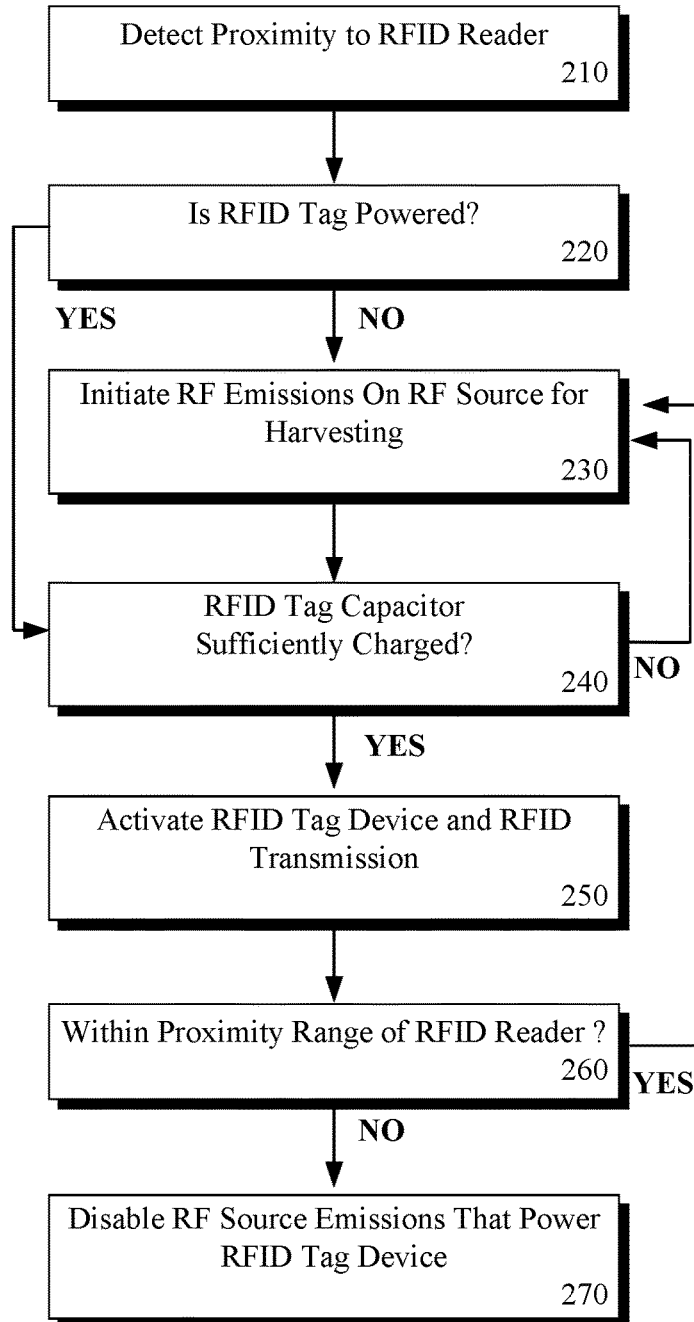 Detect Proximity to RFID Reader
210
Is RFID Tag Powered?
220
YES
NO
Initiate RF Emissions On RF Source for
Harvesting
230
RFID Tag Capacitor
Sufficiently Charged?
240
NO
YES
Activate RFID Tag Device and RFID
Transmission
250
Within Proximity Range of RFID Reader ?
260
YES
NO
Disable RF Source Emissions That Power
RFID Tag Device
270